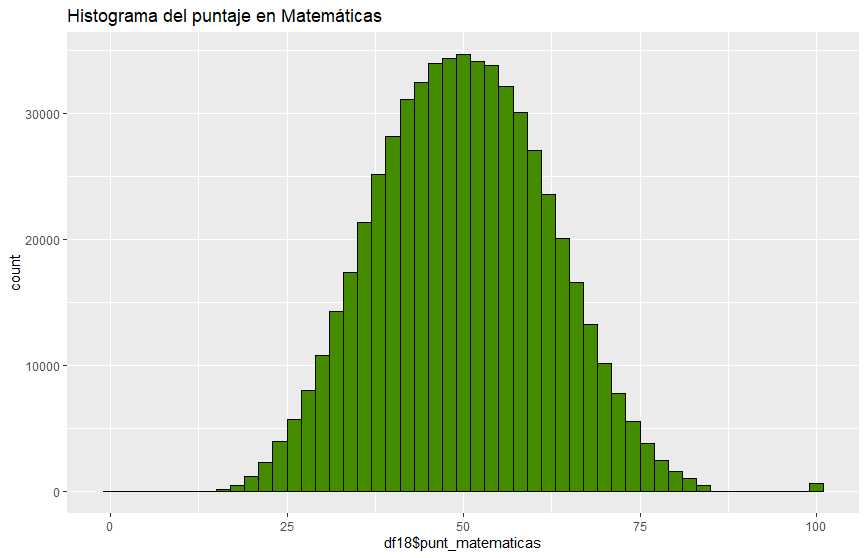 Histograma del puntaje en Matemáticas
30000
20000
10000
0
count
0 25 50 75 100
df18$punt_matematicas